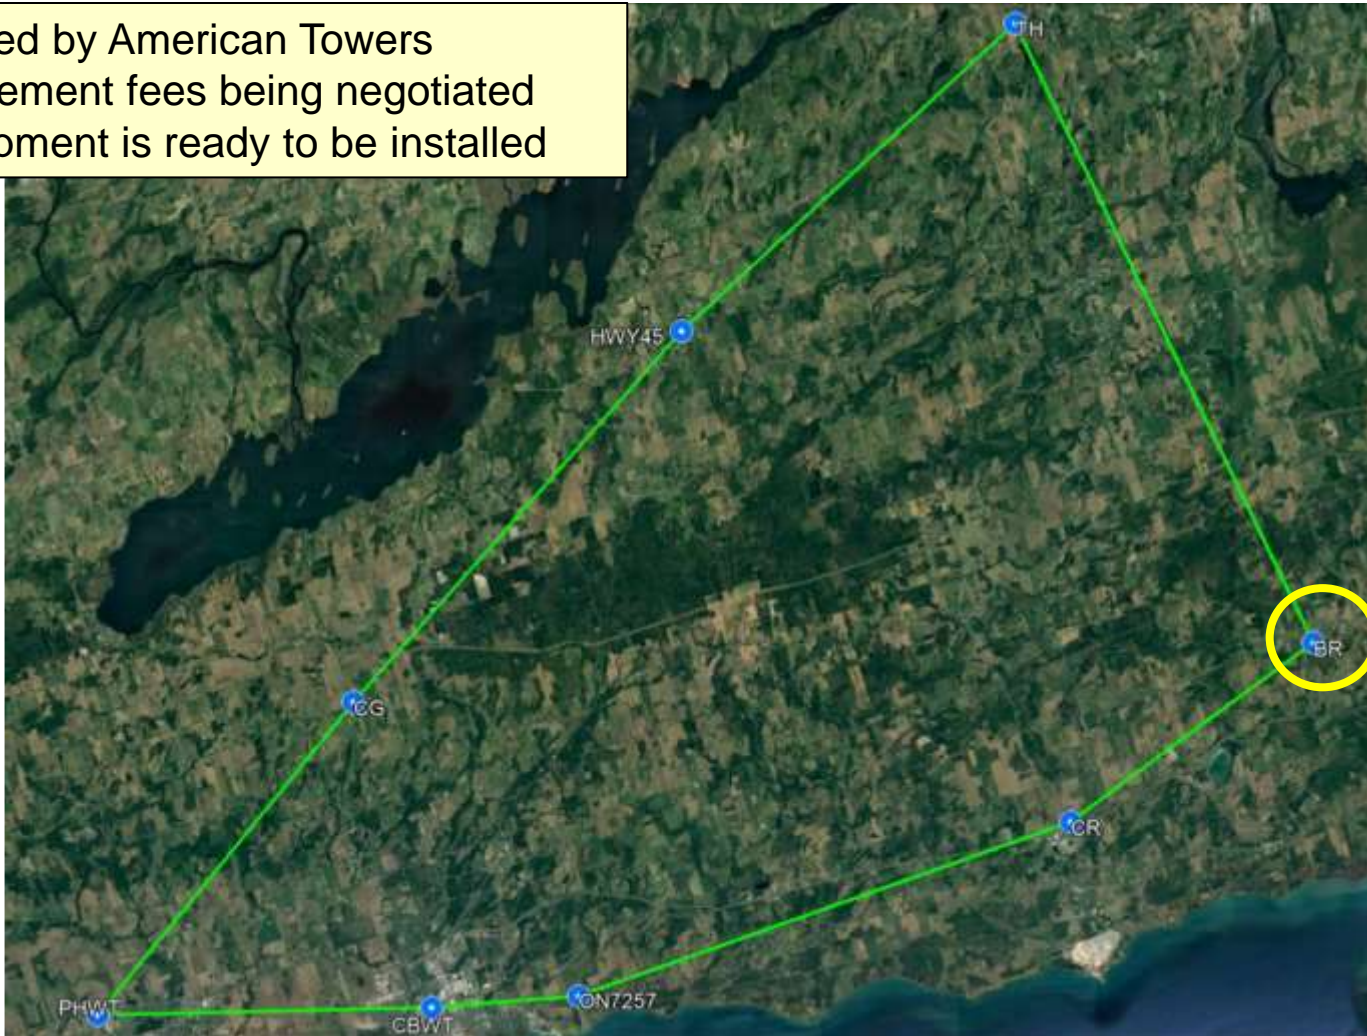 ed by American Towers
ement fees being negotiated
oment is ready to be installed
TH
HWY45
BR
CG
CR
PHWT
ON7257
CBWT